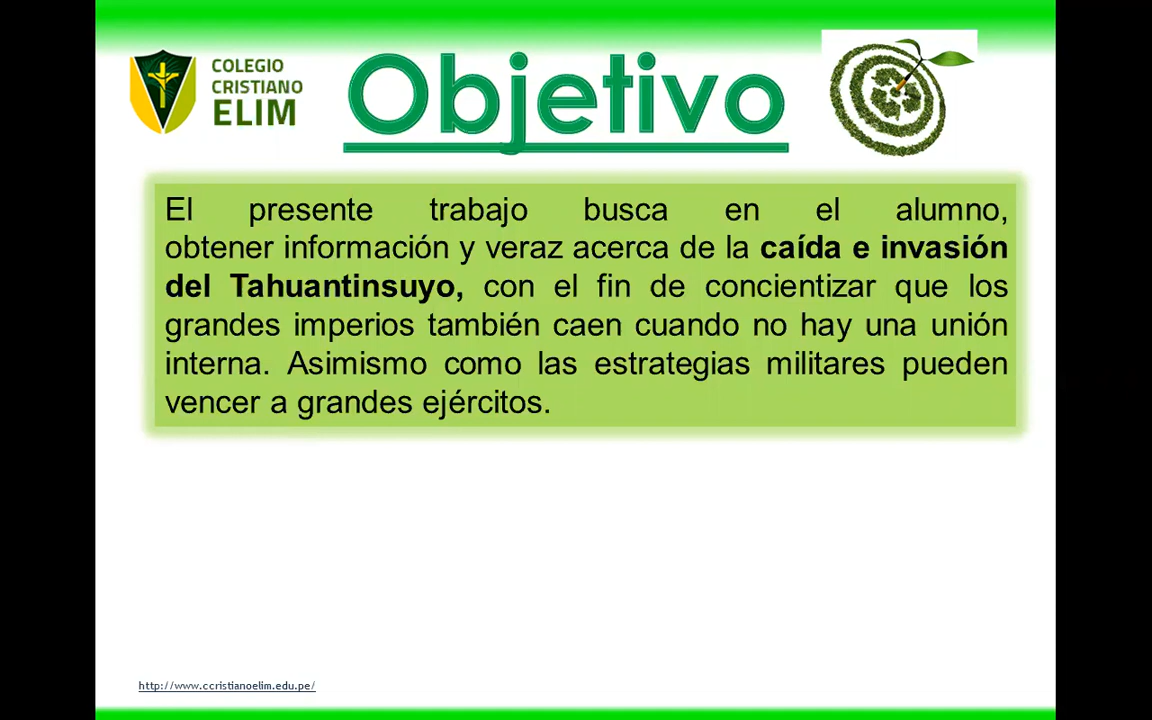 COLEGIO
CRISTIANO
ELIM
Objetivo
El presente trabajo busca en el alumno,
obtener información y veraz acerca de la caída e invasión
del Tahuantinsuyo, con el fin de concientizar que los
grandes imperios también caen cuando no hay una unión
interna. Asimismo como las estrategias militares pueden
vencer a grandes ejércitos.
http://www.ccristianoelim.edu.pe/